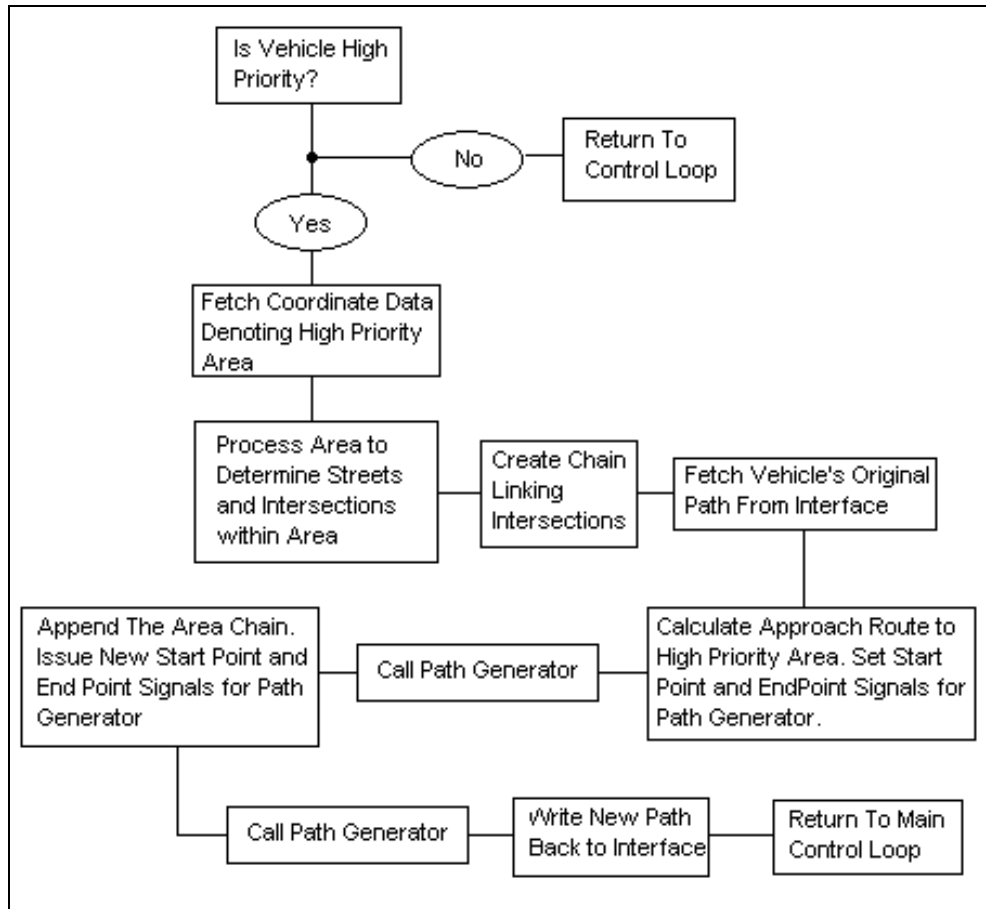 Is Vehicle High
Priority?
No
Return To
Control Loop
Yes
Fetch Coordinate Data
Denoting High Priority
Area
Process Area to
Determine Streets
and Intersections
within Area
Create Chain
Linking
Intersections
Fetch Vehicle's Original
Path From Interface
Calculate Approach Route to
High Priority Area. Set Start
Point and EndPoint Signals for
Path Generator.
Call Path Generator
Append The Area Chain.
Issue New Start Point and
End Point Signals for Path
Generator
Call Path Generator
Write New Path
Back to Interface
Return To Main
Control Loop